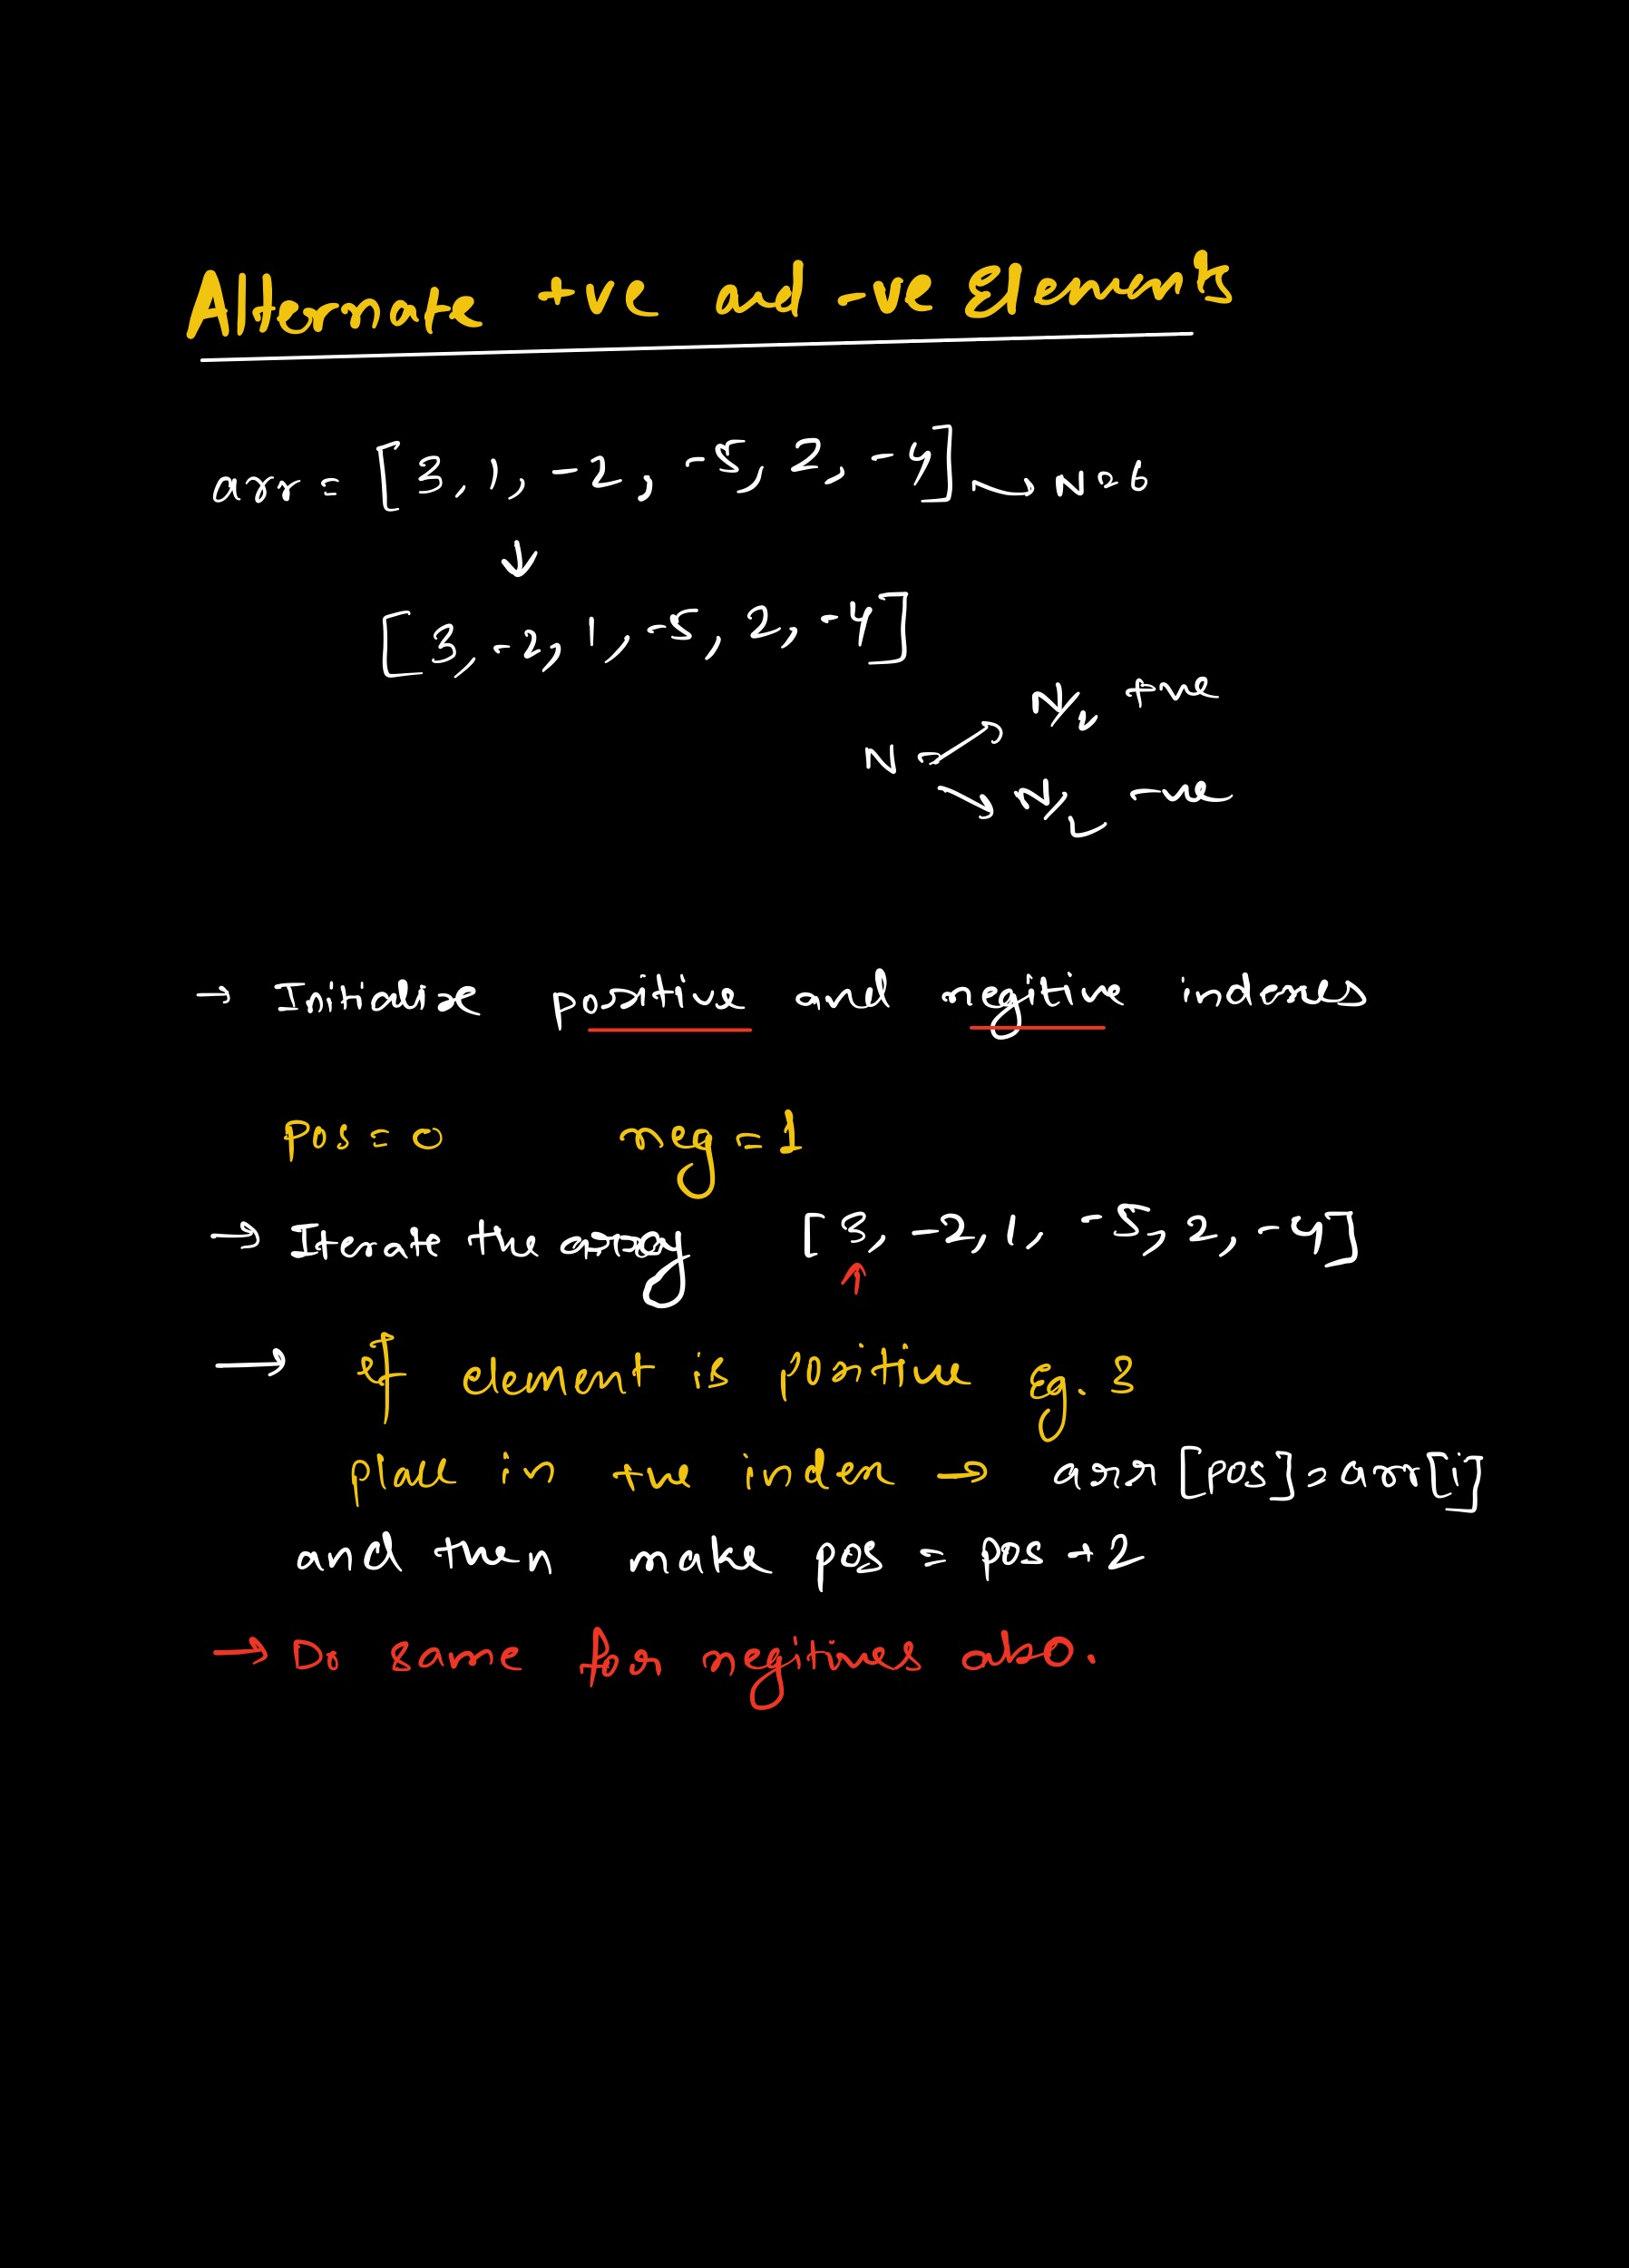 Alternate +ve and -ve Elements
arr = [3, 1, -2, -5, 2, -4] → N = 6
↓
[3, -2, 1, -5, 2, -4]
N/2 +ve
N =
N/2 -ve
→ Initialise positive and negitive indexes
pos = 0 neg = 1
→ Iterate the array [3, -2, 1, -5, 2, -4]
↑
→ If element is positive Eg. 3
place in +ve index → arr[pos] = arr[i]
and then make pos = pos + 2
→ Do same for negitives also.